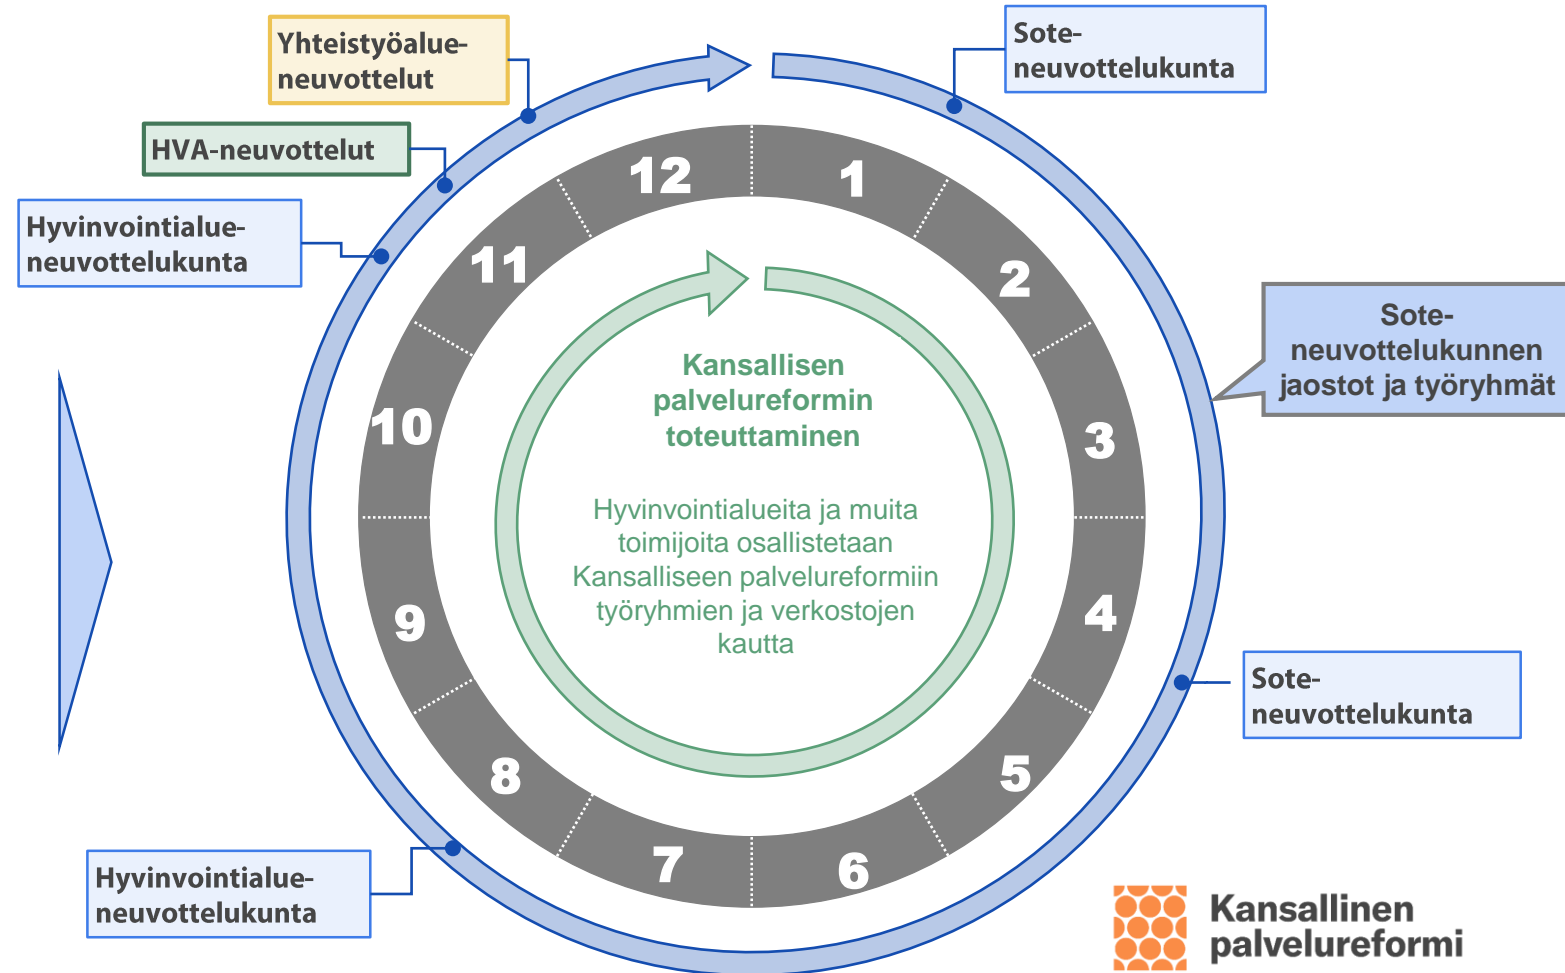 Yhteistyöalue-
neuvottelut
HVA-neuvottelut
Hyvinvointialue-
neuvottelukunta
Sote-
neuvottelukunta
12
1
2
3
4
5
6
7
8
9
10
11
Kansallisen
palvelureformin
toteuttaminen
Hyvinvointialueita ja muita
toimijoita osallistetaan
Kansalliseen palvelureformiin
työryhmien ja verkostojen
kautta
Sote-
neuvottelukunnen
jaostot ja työryhmät
Sote-
neuvottelukunta
Hyvinvointialue-
neuvottelukunta
Kansallinen
palvelureformi